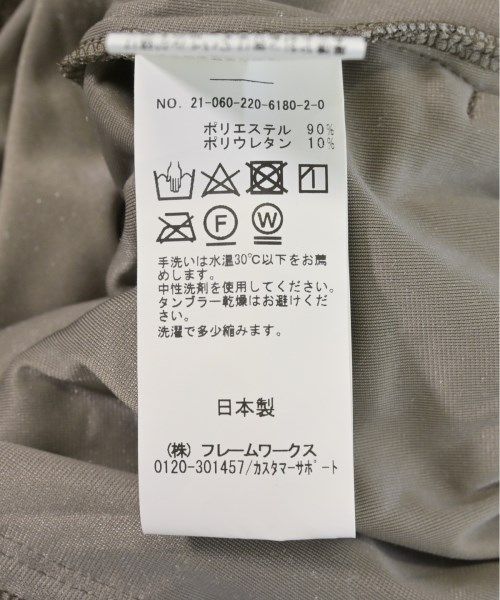 NO. 21-060-220-6180-2-0
ポリエステル 90%
ポリウレタン 10%
F W
手洗いは水温30℃以下をお薦
めします。
中性洗剤を使用してください。
タンブラー乾燥はお避けくださ
い。
洗濯で多少縮みます。
日本製
(株) フレームワークス
0120-301457/カスタマーサポート